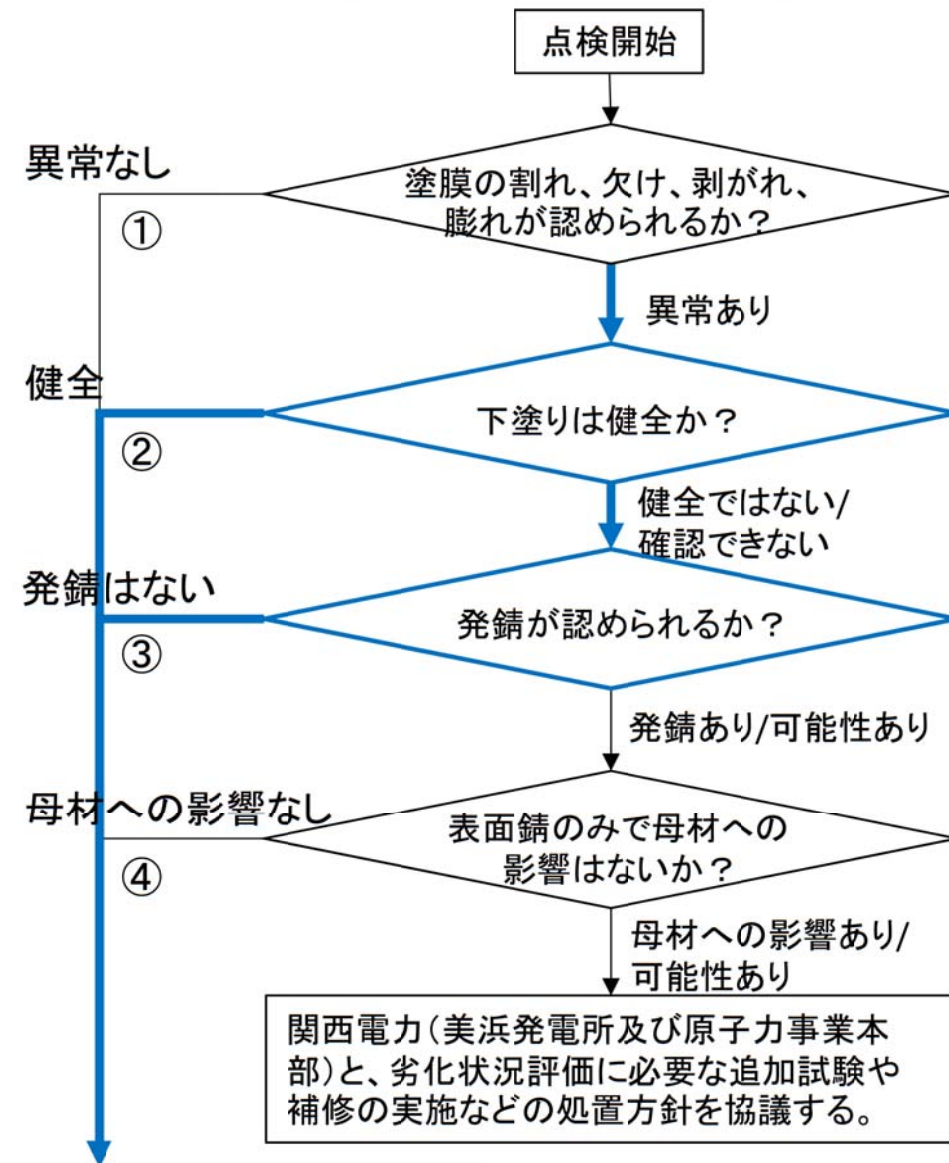 点検開始
異常なし
塗膜の割れ、欠け、剥がれ、
膨れが認められるか？
①
異常あり
健全
下塗りは健全か？
②
健全ではない/
確認できない
発錆はない
発錆が認められるか？
③
発錆あり/可能性あり
母材への影響なし
表面錆のみで母材への
影響はないか？
④
母材への影響あり/
可能性あり
関西電力（美浜発電所及び原子力事業本
部）と、劣化状況評価に必要な追加試験や
補修の実施などの処置方針を協議する。